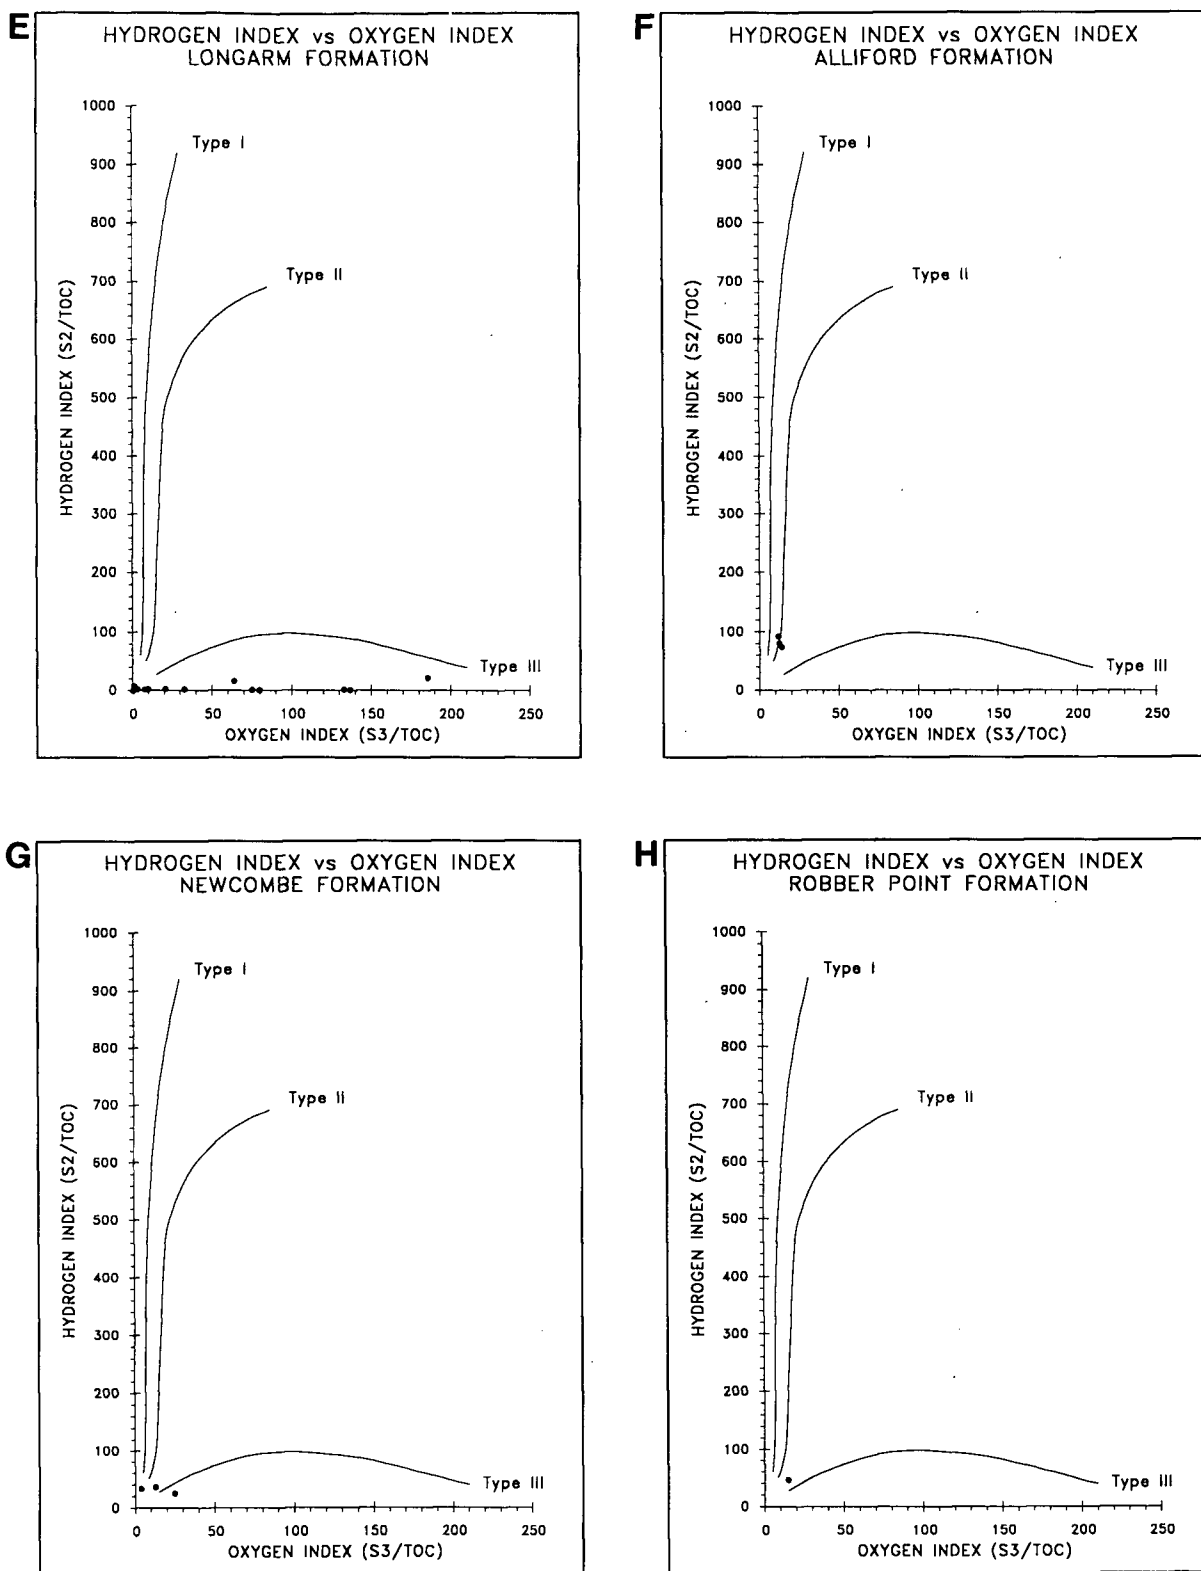 E
HYDROGEN INDEX vs OXYGEN INDEX
LONGARM FORMATION
HYDROGEN INDEX (S2/TOC)
1000
900
800
700
600
500
400
300
200
100
0
Type I
Type II
Type III
0 50 100 150 200 250
OXYGEN INDEX (S3/TOC)
F
HYDROGEN INDEX vs OXYGEN INDEX
ALLIFORD FORMATION
HYDROGEN INDEX (S2/TOC)
1000
900
800
700
600
500
400
300
200
100
0
Type I
Type II
Type III
0 50 100 150 200 250
OXYGEN INDEX (S3/TOC)
G
HYDROGEN INDEX vs OXYGEN INDEX
NEWCOMBE FORMATION
HYDROGEN INDEX (S2/TOC)
1000
900
800
700
600
500
400
300
200
100
0
Type I
Type II
Type III
0 50 100 150 200 250
OXYGEN INDEX (S3/TOC)
H
HYDROGEN INDEX vs OXYGEN INDEX
ROBBER POINT FORMATION
HYDROGEN INDEX (S2/TOC)
1000
900
800
700
600
500
400
300
200
100
0
Type I
Type II
Type III
0 50 100 150 200 250
OXYGEN INDEX (S3/TOC)